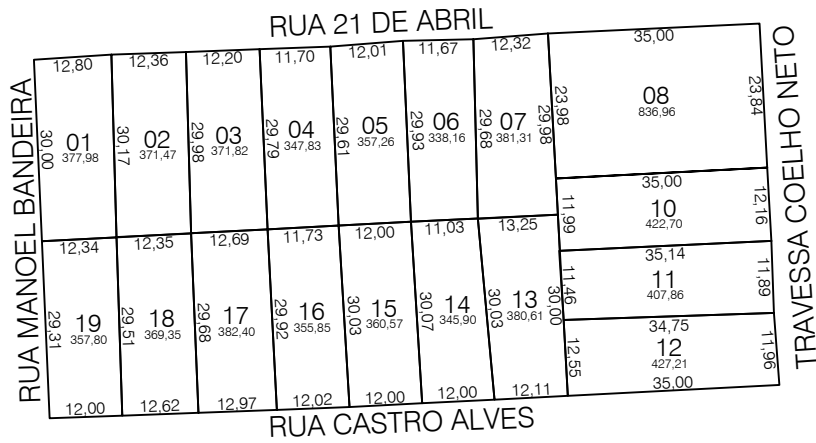 RUA 21 DE ABRIL
12,80 12,36 12,20 11,70 12,01 11,67 12,32 35,00
RUA MANOEL BANDEIRA
TRAVESSA COELHO NETO
30,00 01 30,17 02 29,98 03 29,79 04 29,61 05 29,93 06 29,68 07 29,98 23,98 08 23,84
377,98 371,47 371,82 347,83 357,26 338,16 381,31 836,96
35,00
11,99 10 12,16
422,70
12,34 12,35 12,69 11,73 12,00 11,03 13,25 35,14
29,31 19 29,51 18 29,68 17 29,92 16 30,03 15 30,07 14 30,03 13 30,00 11,46 11 11,89
357,80 369,35 382,40 355,85 360,57 345,90 380,61 407,86
34,75
12,55 12 11,96
427,21
12,00 12,62 12,97 12,02 12,00 12,00 12,11 35,00
RUA CASTRO ALVES